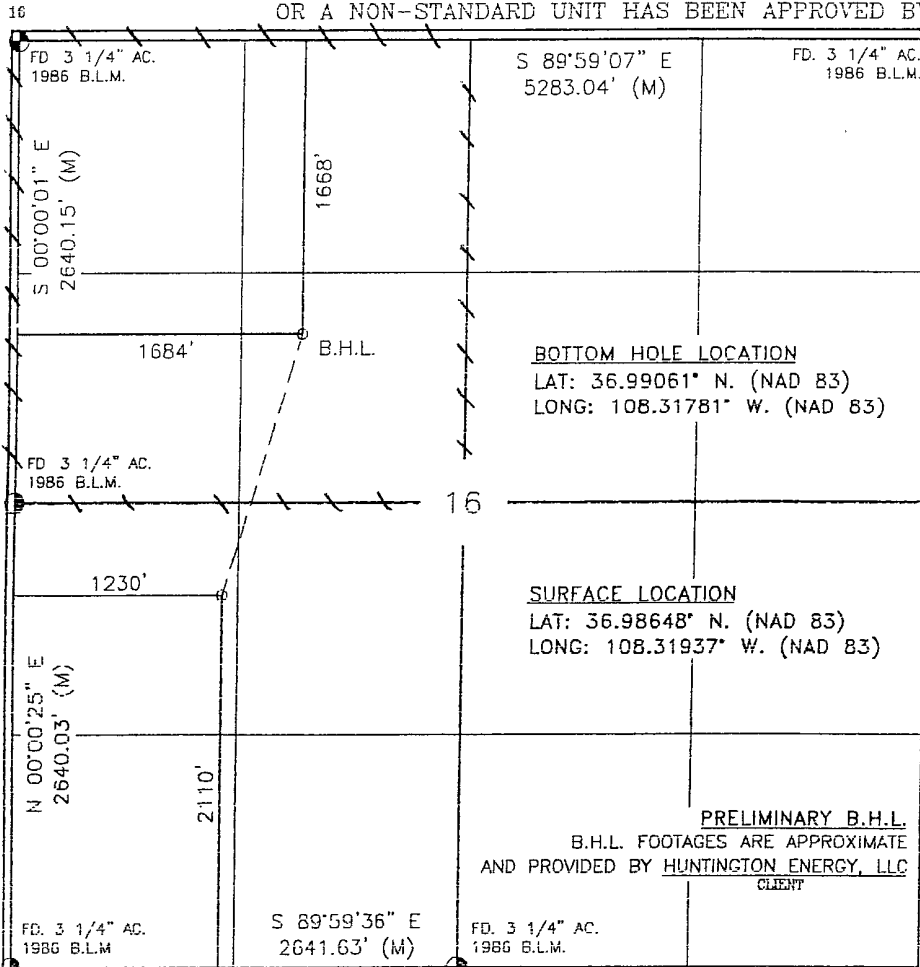 16
OR A NON-STANDARD UNIT HAS BEEN APPROVED BY
FD 3 1/4" AC.
1986 B.L.M.
S 89°59'07" E
5283.04' (M)
FD. 3 1/4" AC.
1986 B.L.M.
S 00°00'01" E
2640.15' (M)
1668'
1684'
B.H.L.
BOTTOM HOLE LOCATION
LAT: 36.99061° N. (NAD 83)
LONG: 108.31781° W. (NAD 83)
FD 3 1/4" AC.
1986 B.L.M.
16
1230'
SURFACE LOCATION
LAT: 36.98648° N. (NAD 83)
LONG: 108.31937° W. (NAD 83)
N 00°00'25" E
2640.03' (M)
2110'
PRELIMINARY B.H.L.
B.H.L. FOOTAGES ARE APPROXIMATE
AND PROVIDED BY HUNTINGTON ENERGY, LLC
CLIENT
FD. 3 1/4" AC.
1986 B.L.M
S 89°59'36" E
2641.63' (M)
FD. 3 1/4" AC.
1986 B.L.M.